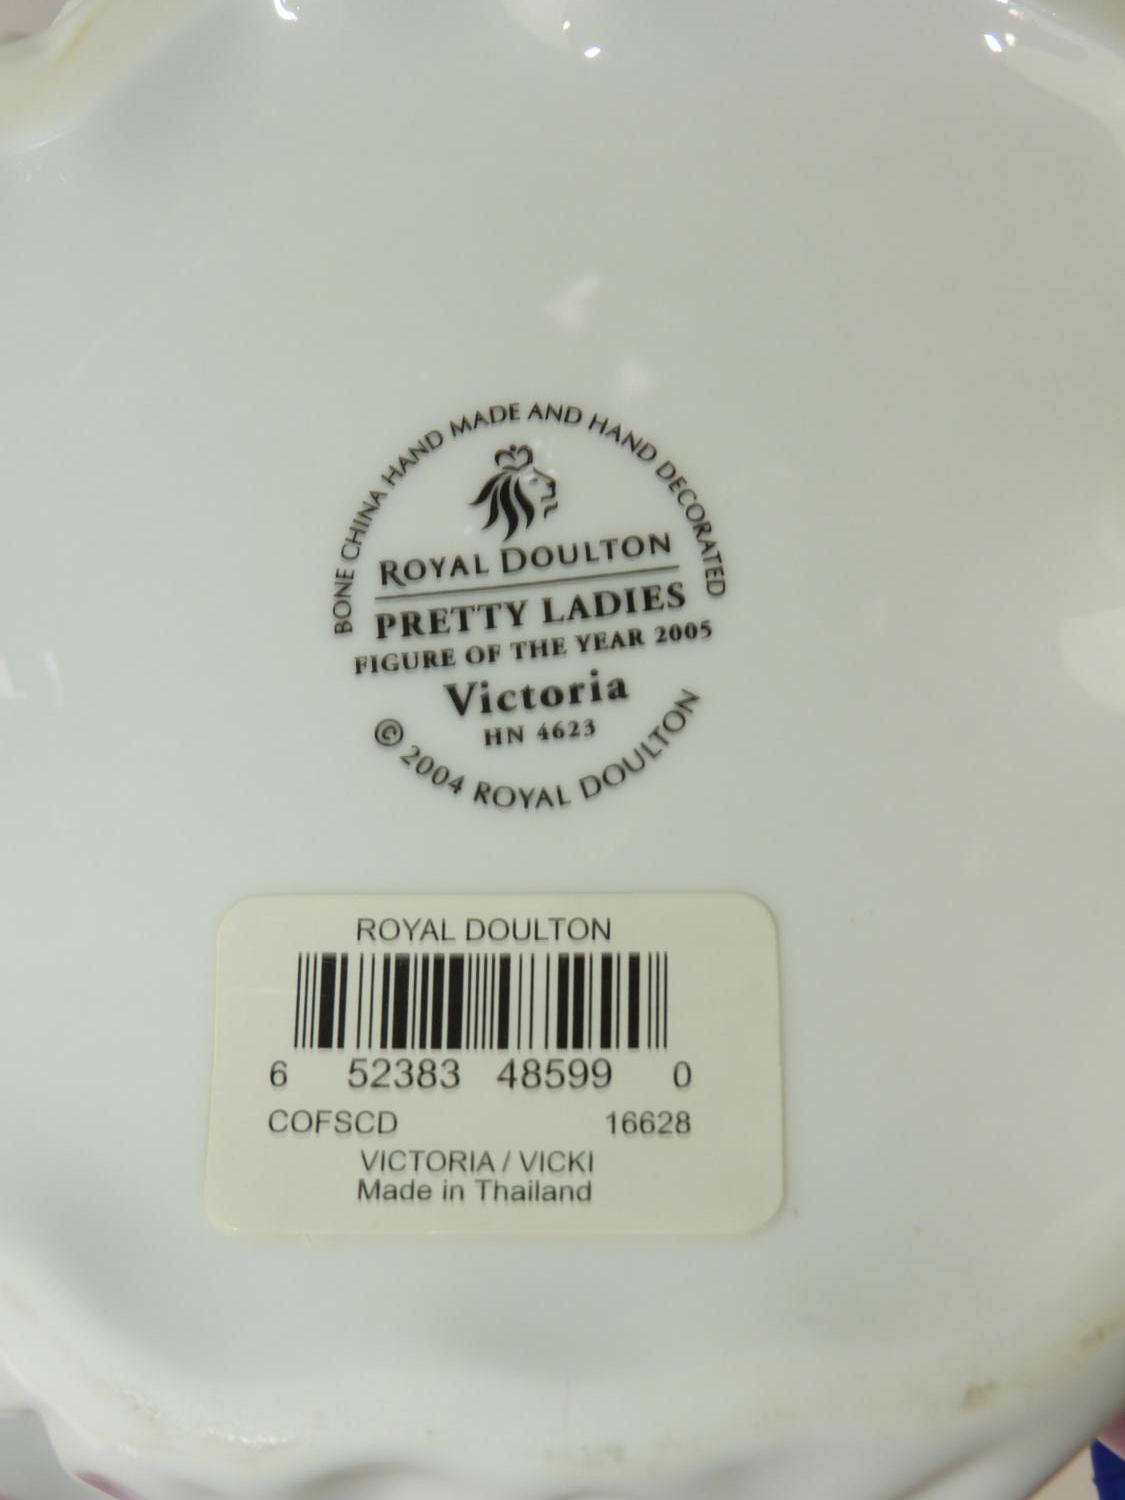 BONE CHINA HAND MADE AND HAND DECORATED
ROYAL DOULTON
PRETTY LADIES
FIGURE OF THE YEAR 2005
Victoria
HN 4623
© 2004 ROYAL DOULTON
ROYAL DOULTON
6 52383 48599 0
COFSCD 16628
VICTORIA / VICKI
Made in Thailand